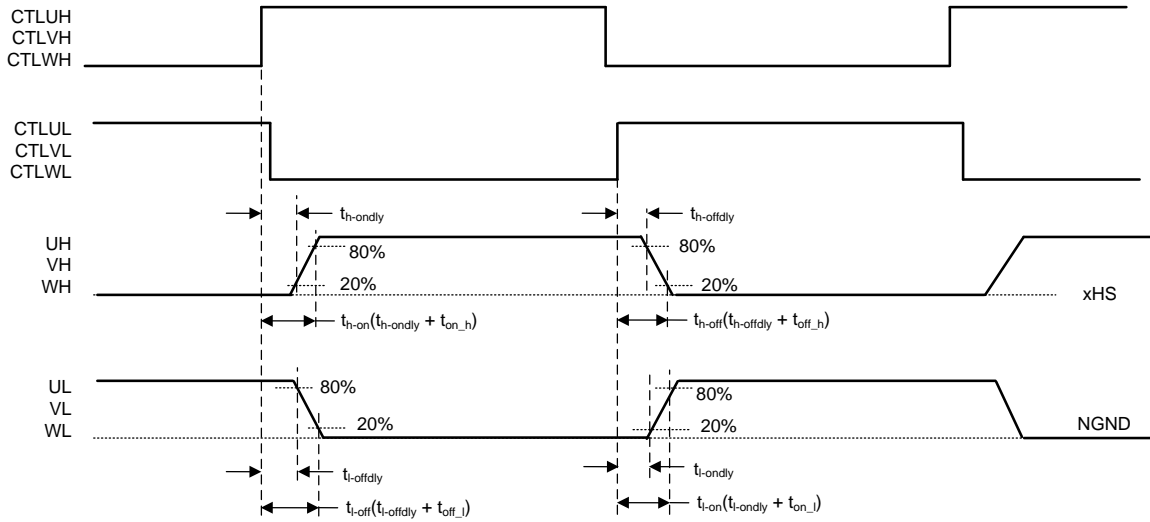 CTLUH
CTLVH
CTLWH
CTLUL
CTLVL
CTLWL
th-ondly
th-offdly
UH
VH
WH
80%
20%
80%
20%
xHS
th-on(th-ondly + ton_h)
th-off(th-offdly + toff_h)
UL
VL
WL
80%
20%
80%
20%
NGND
tl-offdly
tl-ondly
tl-off(tl-offdly + toff_l)
tl-on(tl-ondly + ton_l)